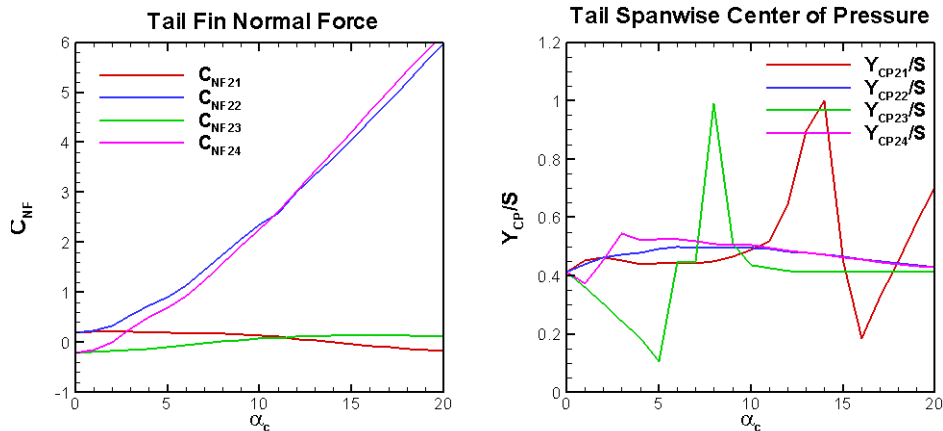 Tail Fin Normal Force
6
5
4
3
2
1
0
-1
C_NF
0 5 10 15 20
α_c
C_NF21
C_NF22
C_NF23
C_NF24
Tail Spanwise Center of Pressure
1.2
1
0.8
0.6
0.4
0.2
0
Y_CP/S
0 5 10 15 20
α_c
Y_CP21/S
Y_CP22/S
Y_CP23/S
Y_CP24/S